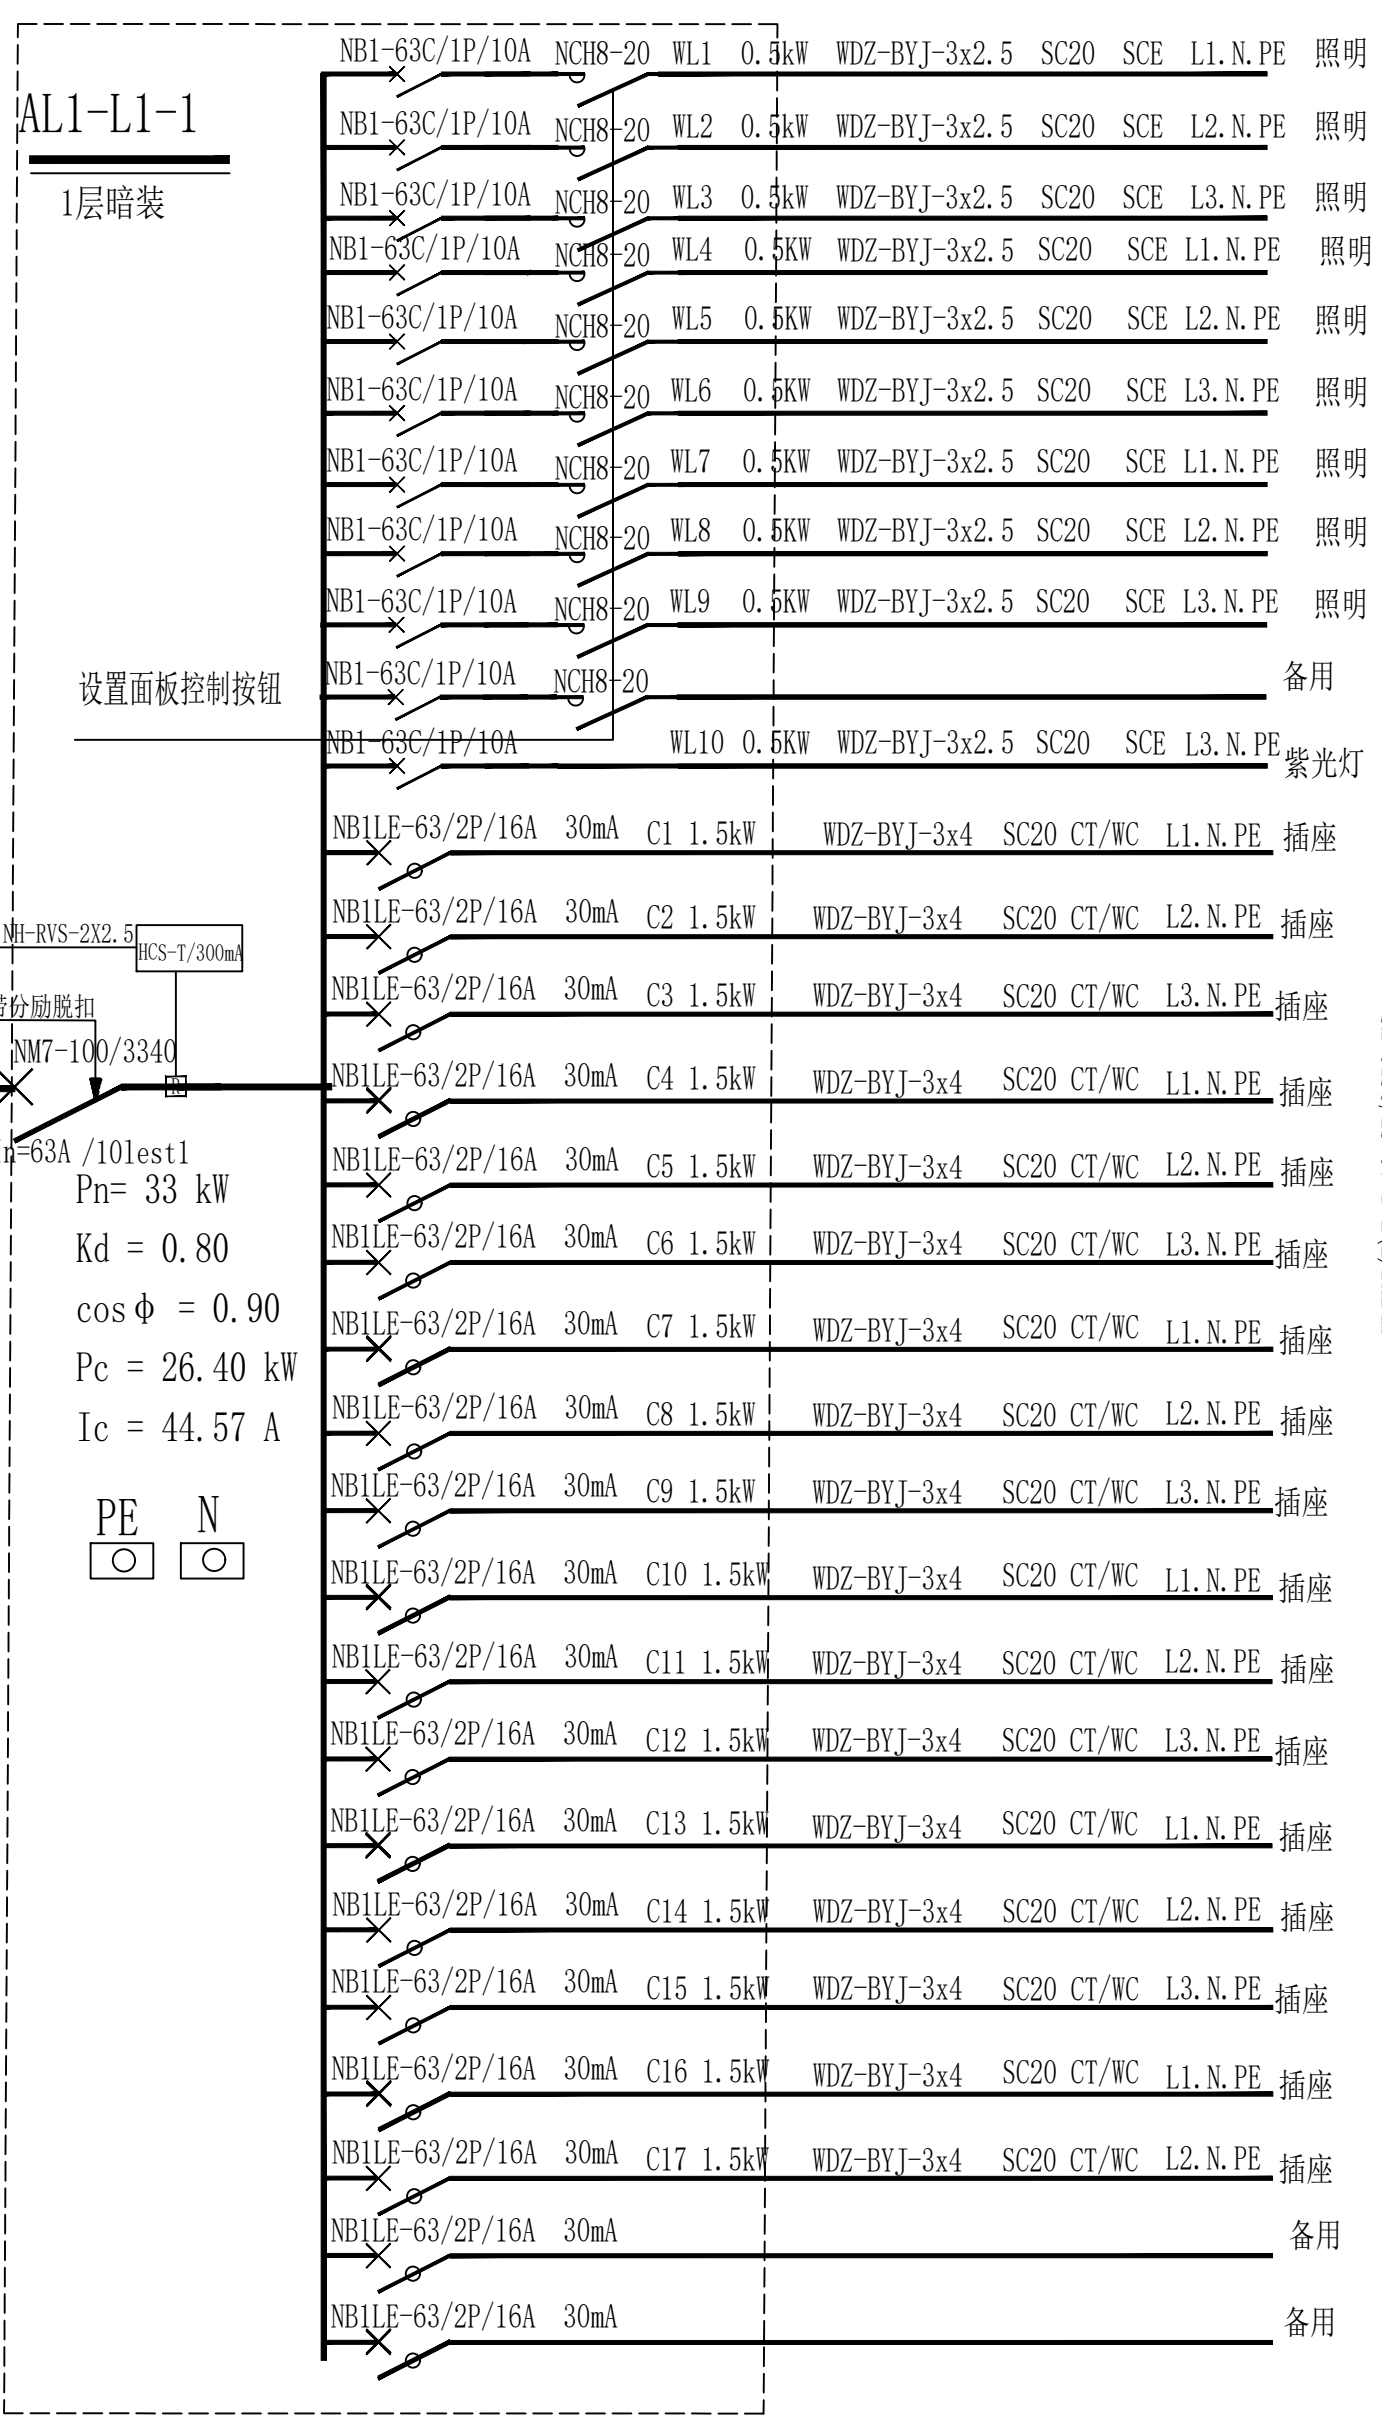 AL1-L1-1
1层暗装
NB1-63C/1P/10A NCH8-20 WL1 0.5kW WDZ-BYJ-3x2.5 SC20 SCE L1.N.PE 照明
NB1-63C/1P/10A NCH8-20 WL2 0.5kW WDZ-BYJ-3x2.5 SC20 SCE L2.N.PE 照明
NB1-63C/1P/10A NCH8-20 WL3 0.5kW WDZ-BYJ-3x2.5 SC20 SCE L3.N.PE 照明
NB1-63C/1P/10A NCH8-20 WL4 0.5KW WDZ-BYJ-3x2.5 SC20 SCE L1.N.PE 照明
NB1-63C/1P/10A NCH8-20 WL5 0.5KW WDZ-BYJ-3x2.5 SC20 SCE L2.N.PE 照明
NB1-63C/1P/10A NCH8-20 WL6 0.5KW WDZ-BYJ-3x2.5 SC20 SCE L3.N.PE 照明
NB1-63C/1P/10A NCH8-20 WL7 0.5KW WDZ-BYJ-3x2.5 SC20 SCE L1.N.PE 照明
NB1-63C/1P/10A NCH8-20 WL8 0.5KW WDZ-BYJ-3x2.5 SC20 SCE L2.N.PE 照明
NB1-63C/1P/10A NCH8-20 WL9 0.5KW WDZ-BYJ-3x2.5 SC20 SCE L3.N.PE 照明
设置面板控制按钮
NB1-63C/1P/10A NCH8-20 备用
NB1-63C/1P/10A WL10 0.5KW WDZ-BYJ-3x2.5 SC20 SCE L3.N.PE 紫光灯
NB1LE-63/2P/16A 30mA C1 1.5kW WDZ-BYJ-3x4 SC20 CT/WC L1.N.PE 插座
NB1LE-63/2P/16A 30mA C2 1.5kW WDZ-BYJ-3x4 SC20 CT/WC L2.N.PE 插座
NB1LE-63/2P/16A 30mA C3 1.5kW WDZ-BYJ-3x4 SC20 CT/WC L3.N.PE 插座
NB1LE-63/2P/16A 30mA C4 1.5kW WDZ-BYJ-3x4 SC20 CT/WC L1.N.PE 插座
NB1LE-63/2P/16A 30mA C5 1.5kW WDZ-BYJ-3x4 SC20 CT/WC L2.N.PE 插座
NB1LE-63/2P/16A 30mA C6 1.5kW WDZ-BYJ-3x4 SC20 CT/WC L3.N.PE 插座
NB1LE-63/2P/16A 30mA C7 1.5kW WDZ-BYJ-3x4 SC20 CT/WC L1.N.PE 插座
NB1LE-63/2P/16A 30mA C8 1.5kW WDZ-BYJ-3x4 SC20 CT/WC L2.N.PE 插座
NB1LE-63/2P/16A 30mA C9 1.5kW WDZ-BYJ-3x4 SC20 CT/WC L3.N.PE 插座
NB1LE-63/2P/16A 30mA C10 1.5kW WDZ-BYJ-3x4 SC20 CT/WC L1.N.PE 插座
NB1LE-63/2P/16A 30mA C11 1.5kW WDZ-BYJ-3x4 SC20 CT/WC L2.N.PE 插座
NB1LE-63/2P/16A 30mA C12 1.5kW WDZ-BYJ-3x4 SC20 CT/WC L3.N.PE 插座
NB1LE-63/2P/16A 30mA C13 1.5kW WDZ-BYJ-3x4 SC20 CT/WC L1.N.PE 插座
NB1LE-63/2P/16A 30mA C14 1.5kW WDZ-BYJ-3x4 SC20 CT/WC L2.N.PE 插座
NB1LE-63/2P/16A 30mA C15 1.5kW WDZ-BYJ-3x4 SC20 CT/WC L3.N.PE 插座
NB1LE-63/2P/16A 30mA C16 1.5kW WDZ-BYJ-3x4 SC20 CT/WC L1.N.PE 插座
NB1LE-63/2P/16A 30mA C17 1.5kW WDZ-BYJ-3x4 SC20 CT/WC L2.N.PE 插座
NB1LE-63/2P/16A 30mA 备用
NB1LE-63/2P/16A 30mA 备用
NH-RVS-2X2.5
HCS-T/300mA
带分励脱扣
NM7-100/3340
R
In=63A /10lest1
Pn= 33 kW
Kd = 0.80
cosφ = 0.90
Pc = 26.40 kW
Ic = 44.57 A
PE N